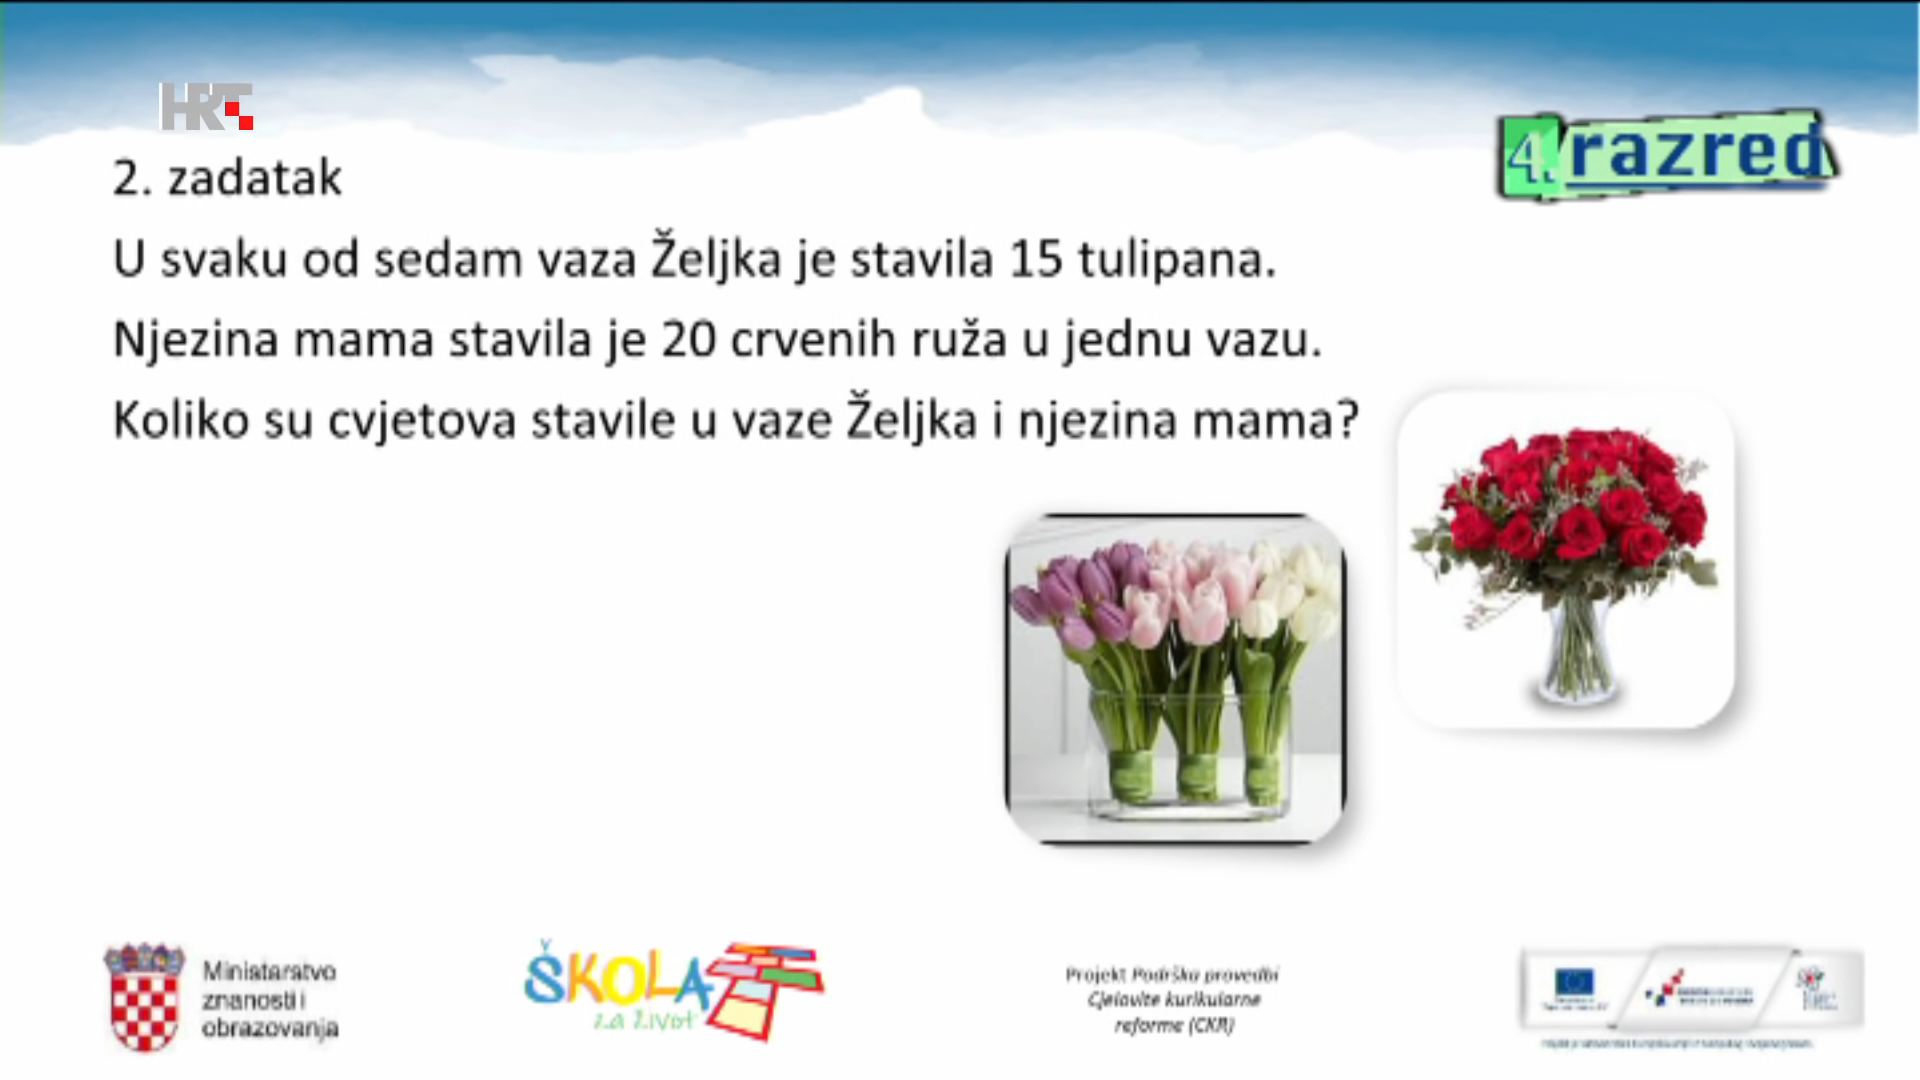 HRT
4. razred
2. zadatak
U svaku od sedam vaza Željka je stavila 15 tulipana.
Njezina mama stavila je 20 crvenih ruža u jednu vazu.
Koliko su cvjetova stavile u vaze Željka i njezina mama?
Ministarstvo
znanosti i
obrazovanja
ŠKOLA
za život
Projekt Podrška provedbi
Cjelovite kurikularne
reforme (CKR)